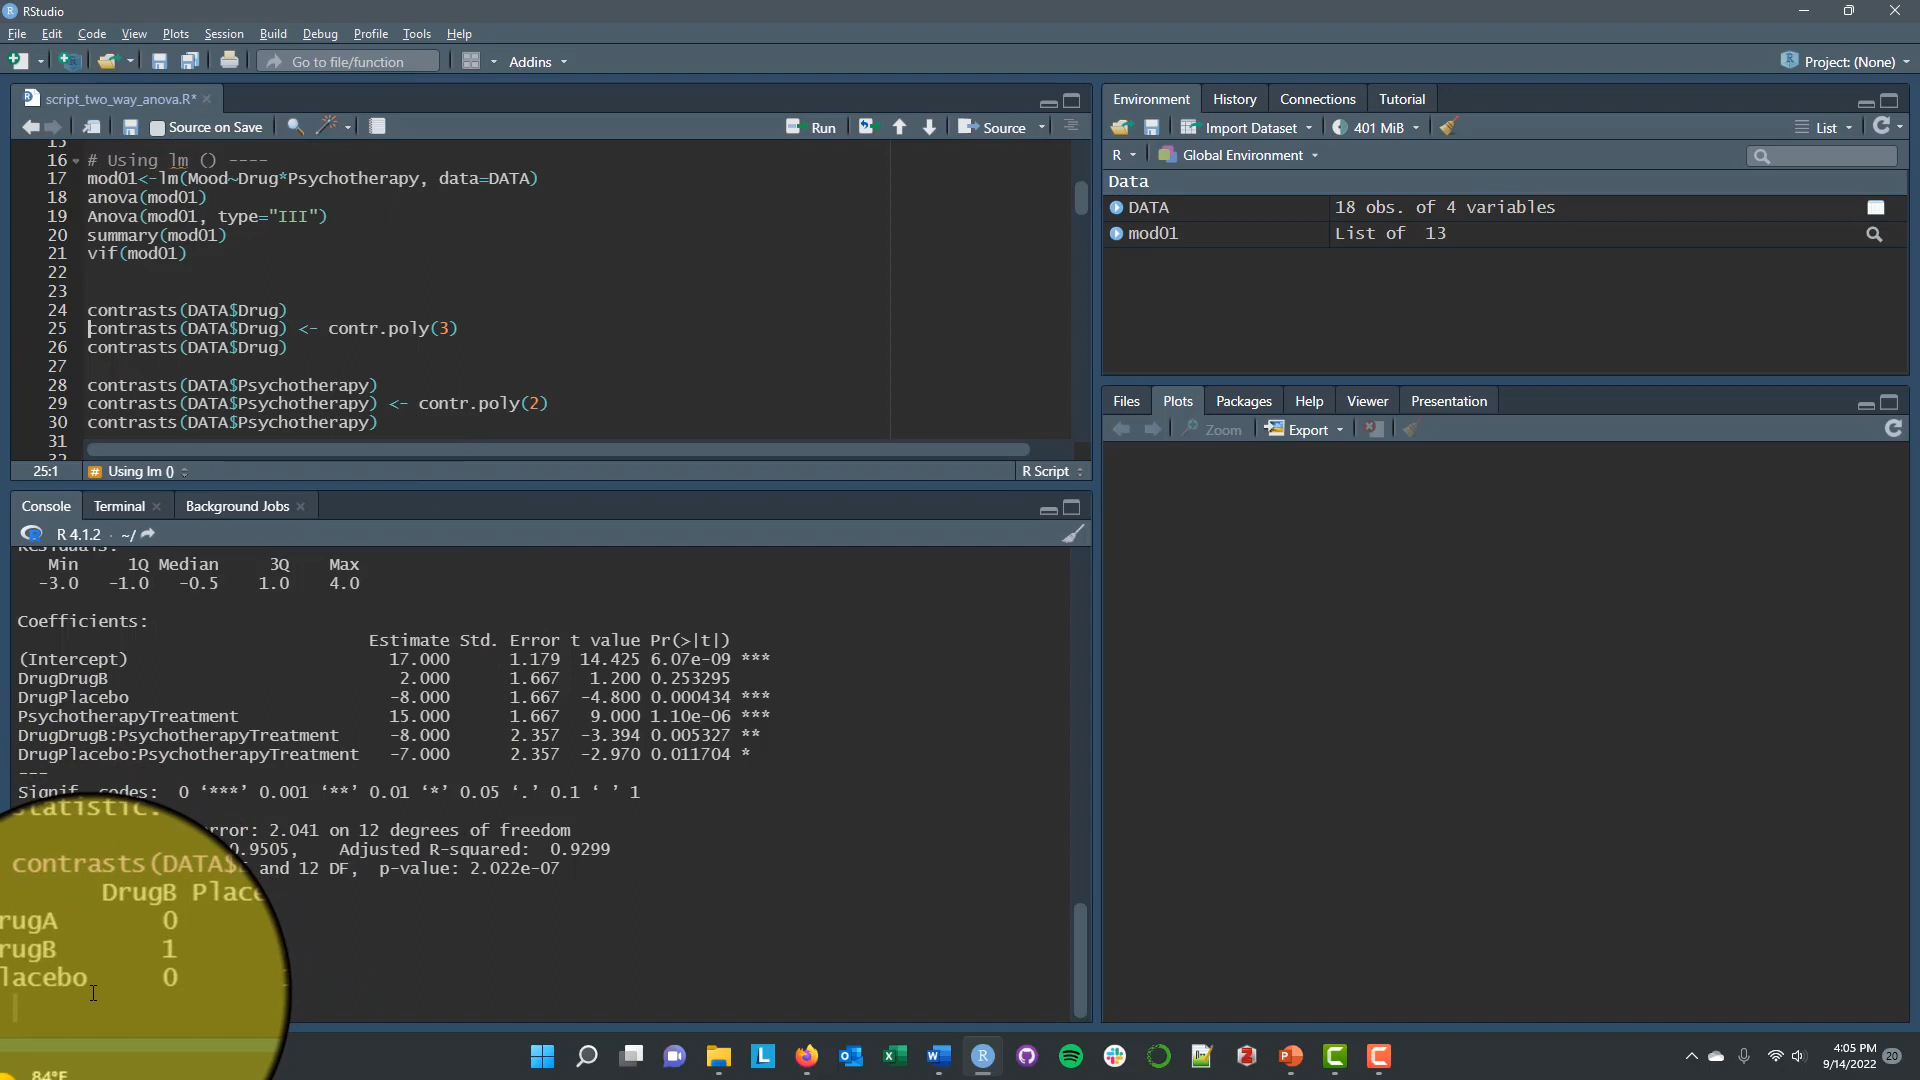 RStudio
File Edit Code View Plots Session Build Debug Profile Tools Help
Go to file/function Addins Project: (None)
script_two_way_anova.R*
Source on Save Run Source
15
16 # Using lm () ----
17 mod01<-lm(Mood~Drug*Psychotherapy, data=DATA)
18 anova(mod01)
19 Anova(mod01, type="III")
20 summary(mod01)
21 vif(mod01)
22
23
24 contrasts(DATA$Drug)
25 contrasts(DATA$Drug) <- contr.poly(3)
26 contrasts(DATA$Drug)
27
28 contrasts(DATA$Psychotherapy)
29 contrasts(DATA$Psychotherapy) <- contr.poly(2)
30 contrasts(DATA$Psychotherapy)
31
32
25:1 Using lm () R Script
Console Terminal Background Jobs
R 4.1.2 · ~/
Residuals:
Min 1Q Median 3Q Max
-3.0 -1.0 -0.5 1.0 4.0
Coefficients:
Estimate Std. Error t value Pr(>|t|)
(Intercept) 17.000 1.179 14.425 6.07e-09 ***
DrugDrugB 2.000 1.667 1.200 0.253295
DrugPlacebo -8.000 1.667 -4.800 0.000434 ***
PsychotherapyTreatment 15.000 1.667 9.000 1.10e-06 ***
DrugDrugB:PsychotherapyTreatment -8.000 2.357 -3.394 0.005327 **
DrugPlacebo:PsychotherapyTreatment -7.000 2.357 -2.970 0.011704 *
---
Signif. codes: 0 ‘***’ 0.001 ‘**’ 0.01 ‘*’ 0.05 ‘.’ 0.1 ‘ ’ 1
statistic:
rror: 2.041 on 12 degrees of freedom
0.9505, Adjusted R-squared: 0.9299
and 12 DF, p-value: 2.022e-07
contrasts(DATA$
DrugB Place
rugA 0
rugB 1
lacebo 0
Environment History Connections Tutorial
Import Dataset 401 MiB List
R Global Environment
Data
DATA 18 obs. of 4 variables
mod01 List of 13
Files Plots Packages Help Viewer Presentation
Zoom Export
84°F
4:05 PM
9/14/2022
20